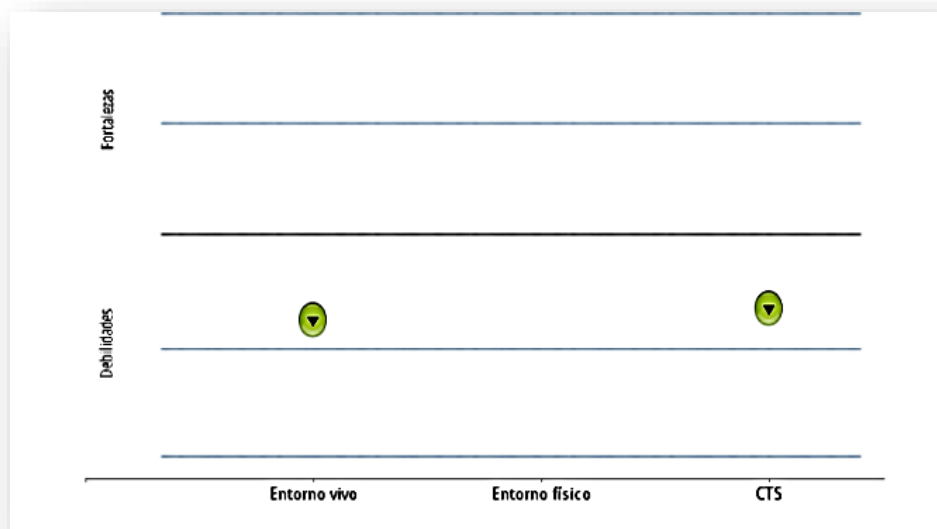 Fortalezas
Debilidades
Entorno vivo
Entorno físico
CTS